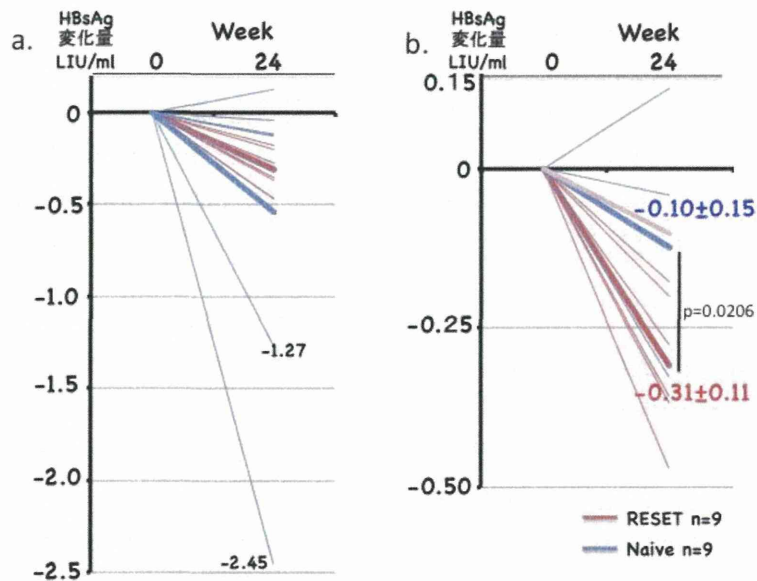 a.
HBsAg
変化量
LIU/ml
Week
0 24
0
-0.5
-1.0
-1.5
-2.0
-2.5
-1.27
-2.45
b.
HBsAg
変化量
LIU/ml
Week
0 24
0.15
0
-0.25
-0.50
-0.10±0.15
p=0.0206
-0.31±0.11
RESET n=9
Naive n=9